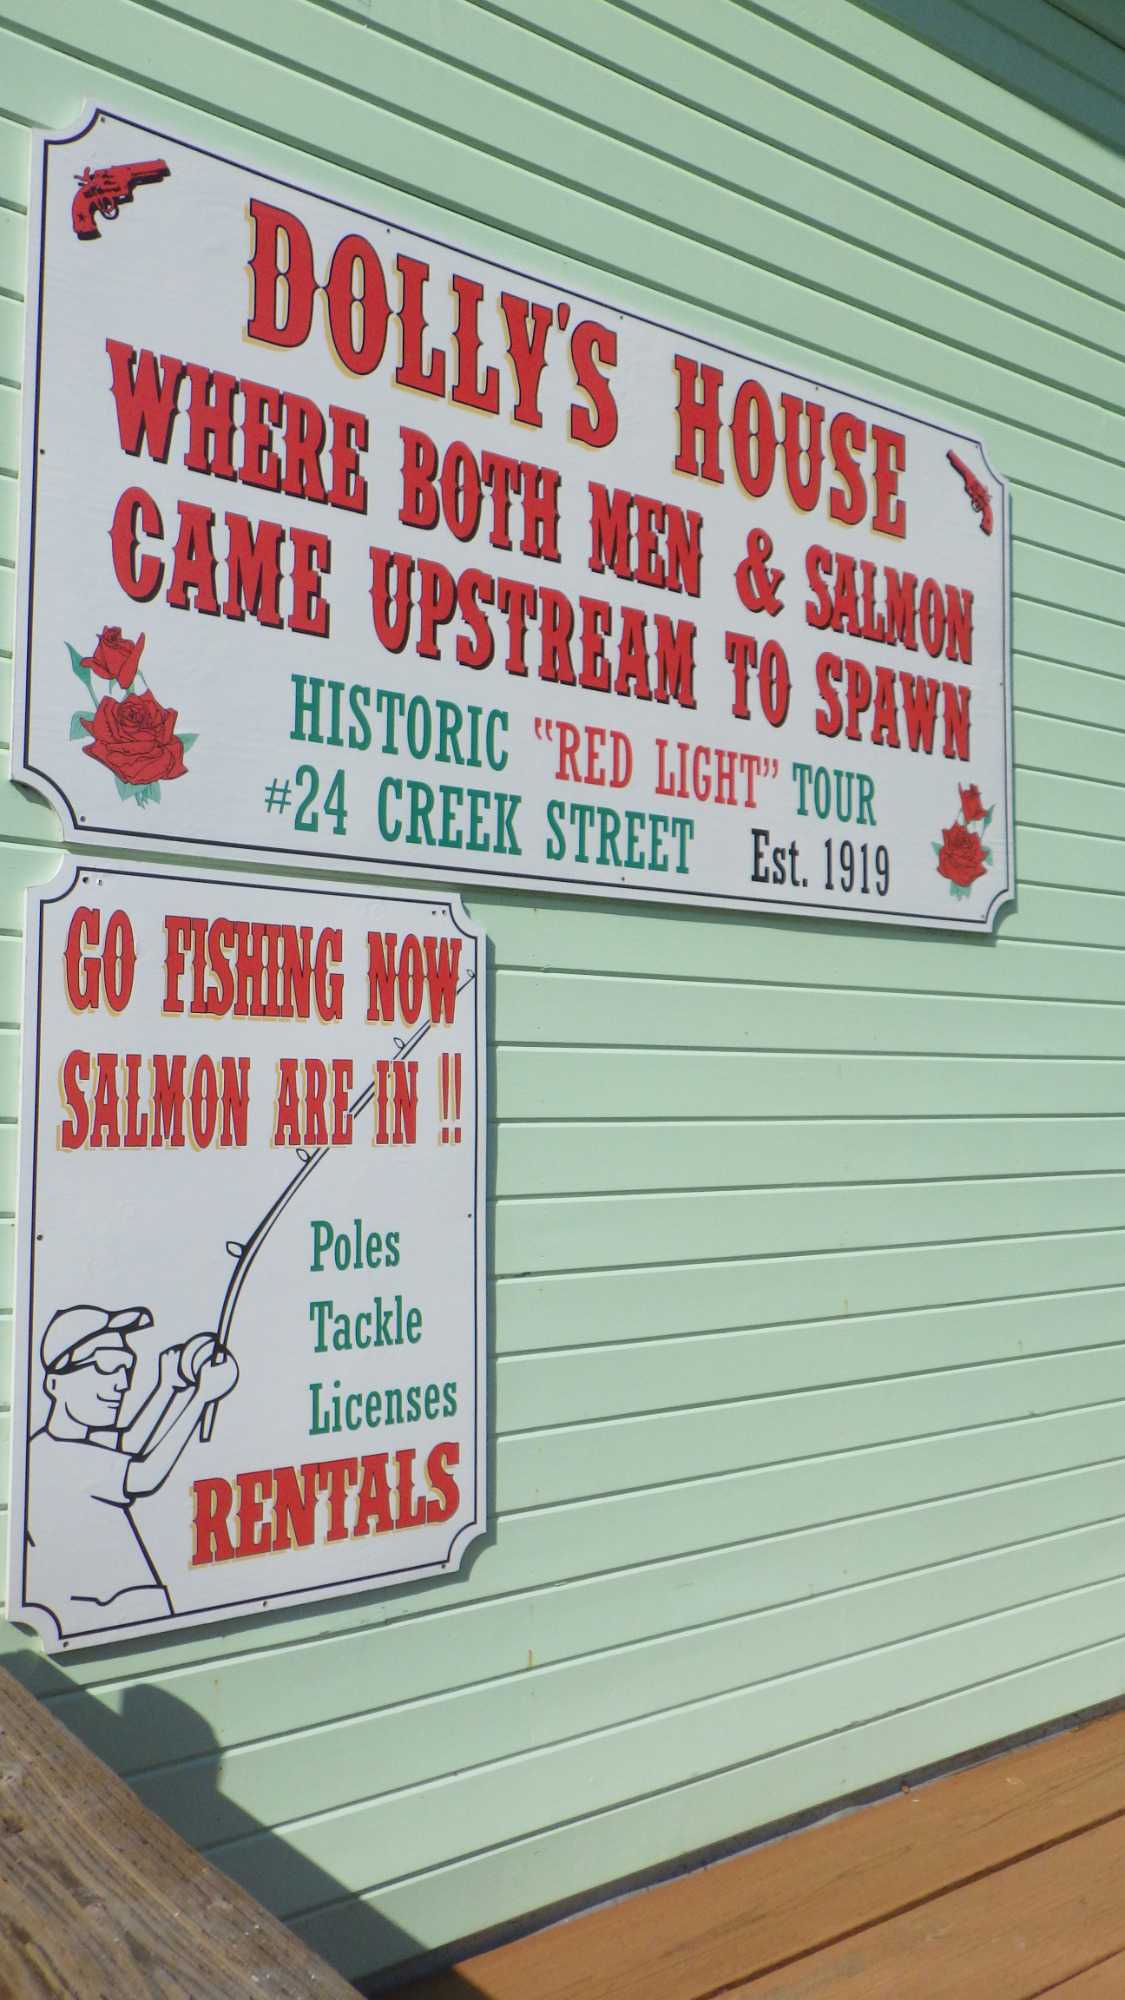 DOLLY'S HOUSE
WHERE BOTH MEN & SALMON
CAME UPSTREAM TO SPAWN
HISTORIC "RED LIGHT" TOUR
#24 CREEK STREET Est. 1919
GO FISHING NOW
SALMON ARE IN !!
Poles
Tackle
Licenses
RENTALS